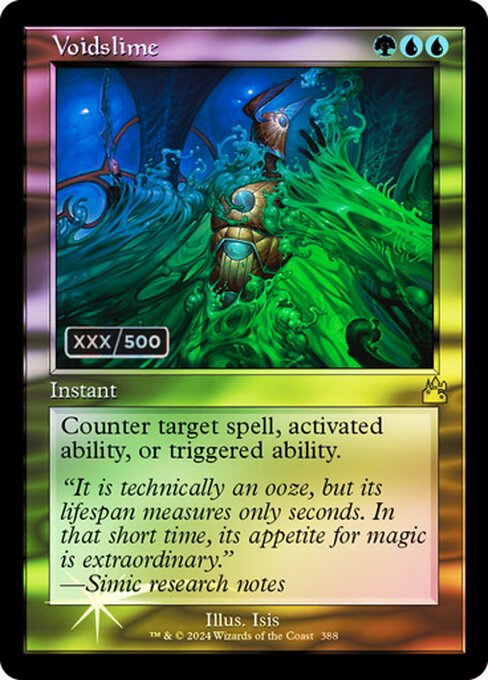 Voidslime
XXX/500
Instant
Counter target spell, activated
ability, or triggered ability.
“It is technically an ooze, but its
lifespan measures only seconds. In
that short time, its appetite for magic
is extraordinary.”
—Simic research notes
Illus. Isis
™ & © 2024 Wizards of the Coast 388